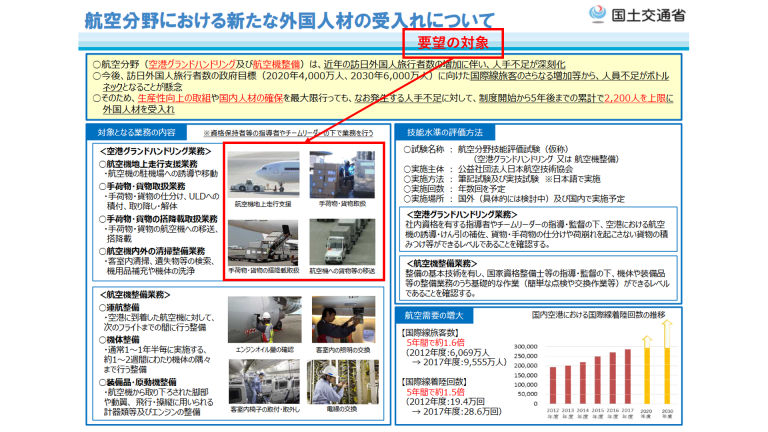 航空分野における新たな外国人材の受入れについて
国土交通省
要望の対象
○航空分野（空港グランドハンドリング及び航空機整備）は、近年の訪日外国人旅行者数の増加に伴い、人手不足が深刻化
○今後、訪日外国人旅行者数の政府目標（2020年4,000万人、2030年6,000万人）に向けた国際線旅客のさらなる増加等から、人員不足がボトル
ネックとなることが懸念
○そのため、生産性向上の取組や国内人材の確保を最大限行っても、なお発生する人手不足に対して、制度開始から5年後までの累計で2,200人を上限に
外国人材を受入れ
対象となる業務の内容
※資格保持者等の指導者やチームリーダーの下で業務を行う
＜空港グランドハンドリング業務＞
○航空機地上走行支援業務
・航空機の駐機場への誘導や移動
○手荷物・貨物取扱業務
・手荷物・貨物の仕分け、ULDへの
積付、取り降し・解体
○手荷物・貨物の搭降載取扱業務
・手荷物・貨物の航空機への移送、
搭降載
○航空機内外の清掃整備業務
・客室内清掃、遺失物等の検索、
機用品補充や機体の洗浄
航空機地上走行支援
手荷物・貨物取扱
手荷物・貨物の搭降載取扱
航空機への貨物等の移送
＜航空機整備業務＞
○運航整備
・空港に到着した航空機に対して、
次のフライトまでの間に行う整備
○機体整備
・通常1～1年半毎に実施する、
約1～2週間にわたり機体の隅々
まで行う整備
○装備品・原動機整備
・航空機から取り下ろされた脚部
や動翼、飛行・操縦に用いられる
計器類等及びエンジンの整備
エンジンオイル量の確認
客室内の照明の交換
客室内椅子の取付・取外し
電線の交換
技能水準の評価方法
○試験名称 ： 航空分野技能評価試験（仮称）
（空港グランドハンドリング 又は 航空機整備）
○実施主体 ： 公益社団法人日本航空技術協会
○実施方法 ： 筆記試験及び実技試験 ※日本語で実施
○実施回数 ： 年数回を予定
○実施場所 ： 国外（具体的には検討中）及び国内で実施予定
＜空港グランドハンドリング業務＞
社内資格を有する指導者やチームリーダーの指導・監督の下、空港における航空
機の誘導・けん引の補佐、貨物・手荷物の仕分けや荷崩れを起こさない貨物の積
みつけ等ができるレベルであることを確認する。
＜航空機整備業務＞
整備の基本技術を有し、国家資格整備士等の指導・監督の下、機体や装備品
等の整備業務のうち基礎的な作業（簡単な点検や交換作業等）ができるレベル
であることを確認する。
航空需要の増大
【国際線旅客数】
5年間で約1.6倍
（2012年度:6,069万人
→ 2017年度:9,555万人）
【国際線着陸回数】
5年間で約1.5倍
（2012年度:19.4万回
→ 2017年度:28.6万回）
国内空港における国際線着陸回数の推移
300,000
250,000
200,000
150,000
100,000
50,000
0
2012 2013 2014 2015 2016 2017 2020 2030
年度 年度 年度 年度 年度 年度 年度 年度